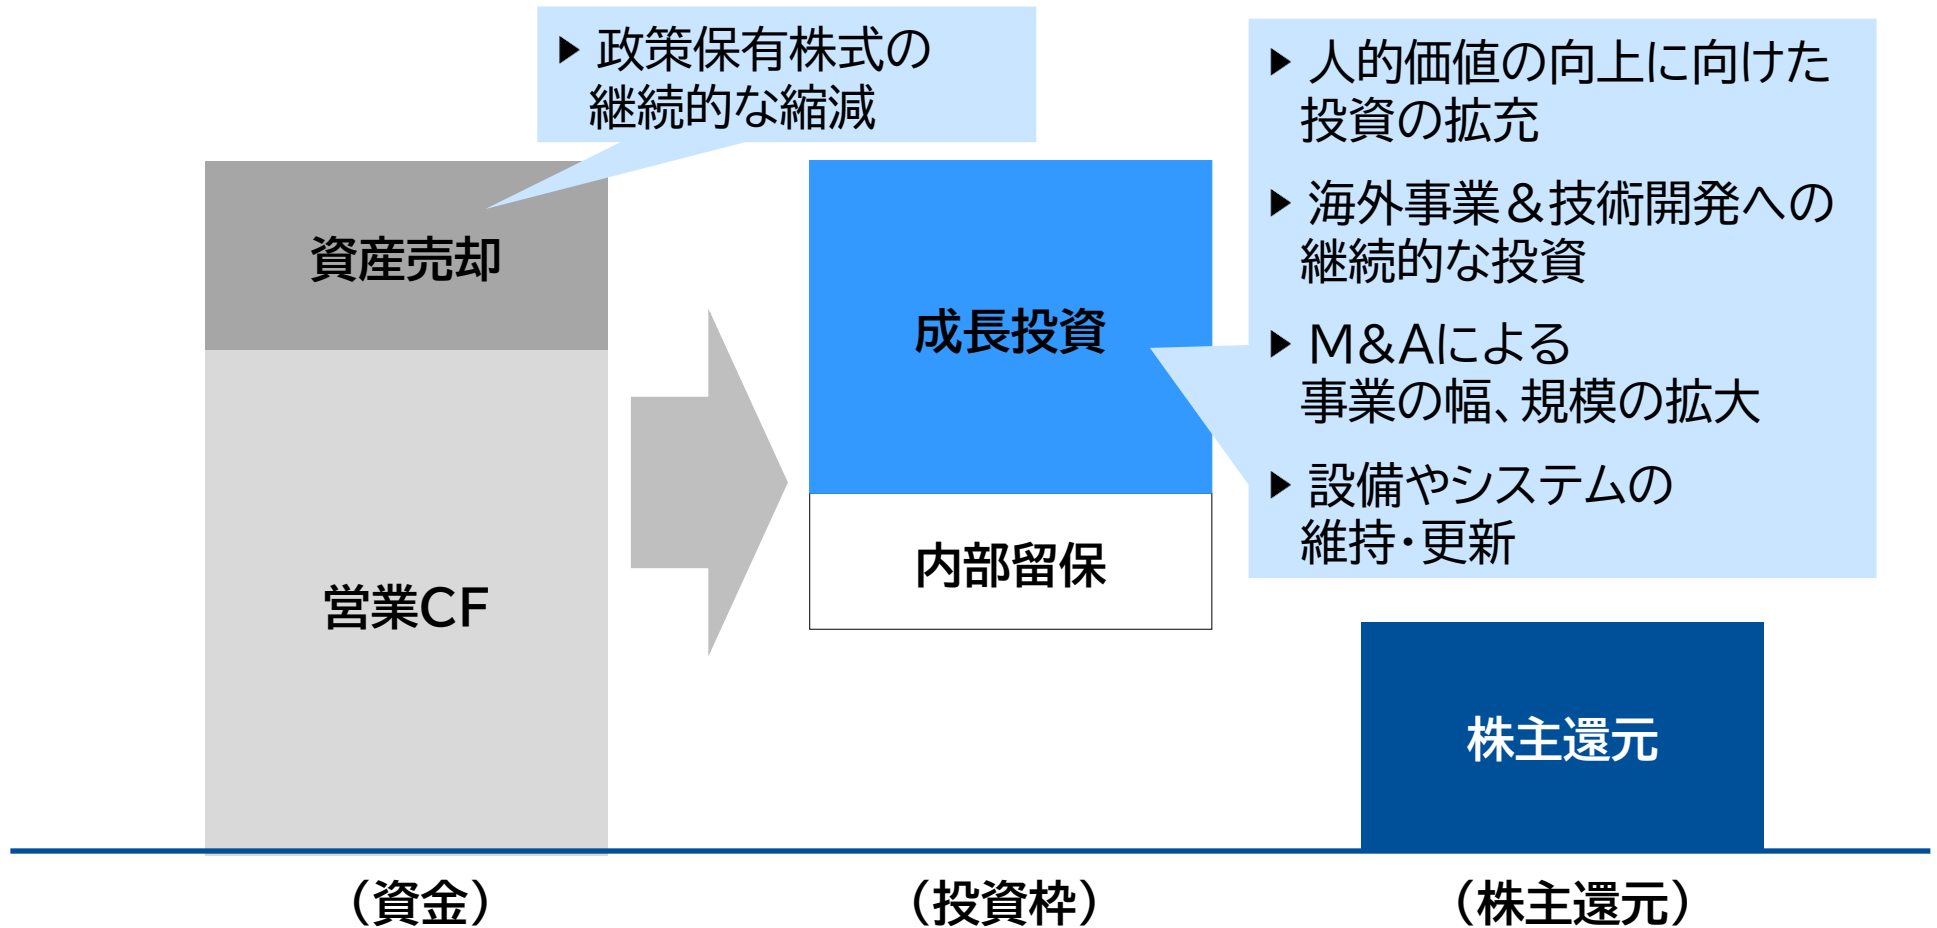 ▶ 政策保有株式の
継続的な縮減
▶ 人的価値の向上に向けた
投資の拡充
▶ 海外事業＆技術開発への
継続的な投資
▶ M&Aによる
事業の幅、規模の拡大
▶ 設備やシステムの
維持・更新
資産売却
営業CF
成長投資
内部留保
株主還元
（資金）
（投資枠）
（株主還元）